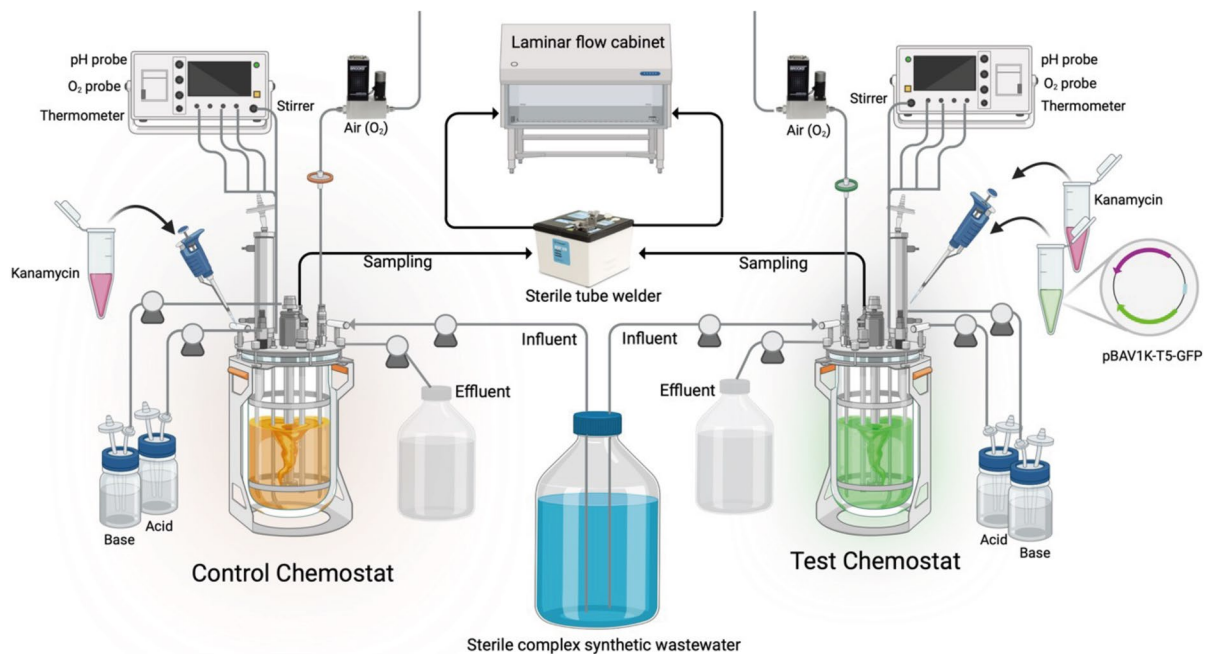 Laminar flow cabinet
pH probe
O₂ probe
Thermometer
Stirrer
Air (O₂)
Air (O₂)
Stirrer
pH probe
O₂ probe
Thermometer
Kanamycin
Kanamycin
Sampling
Sampling
Sterile tube welder
pBAV1K-T5-GFP
Influent
Influent
Effluent
Effluent
Base
Acid
Acid
Base
Control Chemostat
Test Chemostat
Sterile complex synthetic wastewater